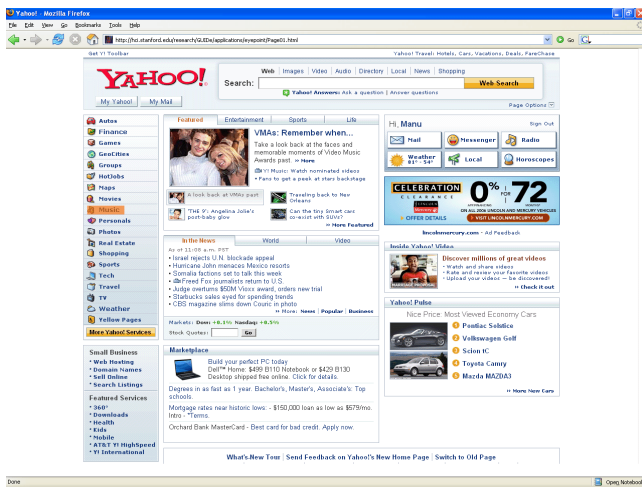 Yahoo! - Mozilla Firefox
File Edit View Go Bookmarks Tools Help
http://hci.stanford.edu/research/GUIDe/applications/eyepoint/Page01.html
Go
Get Y! Toolbar
Yahoo! Travel: Hotels, Cars, Vacations, Deals, FareChase
YAHOO!
Web Images Video Audio Directory Local News Shopping
Search:
Web Search
Yahoo! Answers: Ask a question | Answer questions
My Yahoo! My Mail
Page Options
Autos
Finance
Games
GeoCities
Groups
HotJobs
Maps
Movies
Music
Personals
Photos
Real Estate
Shopping
Sports
Tech
Travel
TV
Weather
Yellow Pages
More Yahoo! Services
Small Business
Web Hosting
Domain Names
Sell Online
Search Listings
Featured Services
360°
Downloads
Health
Kids
Mobile
AT&T Y! HighSpeed
Y! International
Featured Entertainment Sports Life
VMAs: Remember when...
Take a look back at the faces and
memorable moments of Video Music
Awards past. » More
Y! Music: Watch nominated videos
Fans to get a peek at stars backstage
A look back at VMAs past
Traveling back to New
Orleans
'THE 9': Angelina Jolie's
post-baby glow
Can the tiny Smart cars
co-exist with SUVs?
» More Featured
In the News World Video
As of 11:08 a.m. PST
Israel rejects U.N. blockade appeal
Hurricane John menaces Mexico resorts
Somalia factions set to talk this week
Freed Fox journalists return to U.S.
Judge overturns $50M Vioxx award, orders new trial
Starbucks sales eyed for spending trends
CBS magazine slims down Couric in photo
» More: News | Popular | Business
Markets: Dow: +0.1% Nasdaq: +0.5%
Stock Quotes: Go
Marketplace
Build your perfect PC today
Dell™ Home: $499 B110 Notebook or $429 B130
Desktop shipped free online. Click for details.
Degrees in as fast as 1 year. Bachelor's, Master's, Associate's: Top
schools.
Mortgage rates near historic lows: - $150,000 loan as low as $579/mo.
Intro - *Terms.
Orchard Bank MasterCard - Best card for bad credit. Apply now.
Hi, Manu
Sign Out
Mail Messenger Radio
Weather
81° - 54°
Local Horoscopes
CELEBRATION
CLEARANCE
OFFER DETAILS
0% FOR 72
ON ALL 2006 LINCOLN AND MERCURY VEHICLES
VISIT LINCOLNMERCURY.COM
lincolnmercury.com - Ad Feedback
Inside Yahoo! Video
Discover millions of great videos
Watch and share videos
Rate and review your favorite videos
Upload your videos — be discovered!
» Check it out
Yahoo! Pulse
Nice Price: Most Viewed Economy Cars
1 Pontiac Solstice
2 Volkswagen
3 Scion tC
4 Toyota Camry
5 Mazda MAZDA3
» More New Cars
What's New Tour | Send Feedback on Yahoo!'s New Home Page | Switch to Old Page
Done
Open Notebook